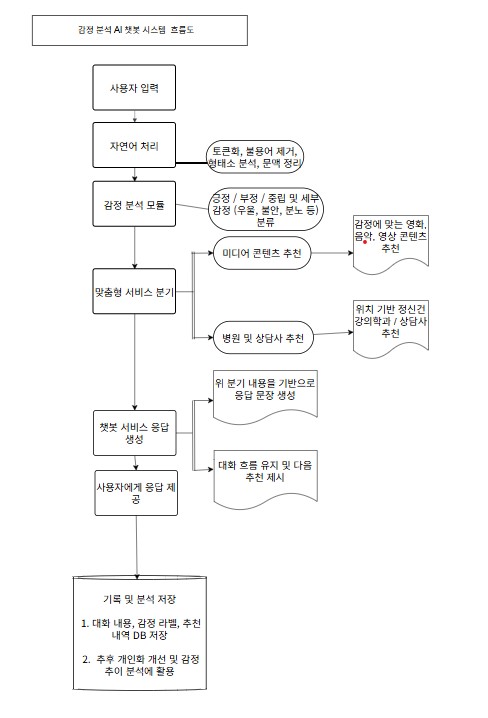 감정 분석 AI 챗봇 시스템 흐름도
사용자 입력
자연어 처리
토큰화, 불용어 제거,
형태소 분석, 문맥 정리
감정 분석 모듈
긍정 / 부정 / 중립 및 세부
감정 (우울, 불안, 분노 등)
분류
맞춤형 서비스 분기
미디어 콘텐츠 추천
감정에 맞는 영화,
음악, 영상 콘텐츠
추천
병원 및 상담사 추천
위치 기반 정신건
강의학과 / 상담사
추천
챗봇 서비스 응답
생성
위 분기 내용을 기반으로
응답 문장 생성
대화 흐름 유지 및 다음
추천 제시
사용자에게 응답 제
공
기록 및 분석 저장
1. 대화 내용, 감정 라벨, 추천
내역 DB 저장
2. 추후 개인화 개선 및 감정
추이 분석에 활용